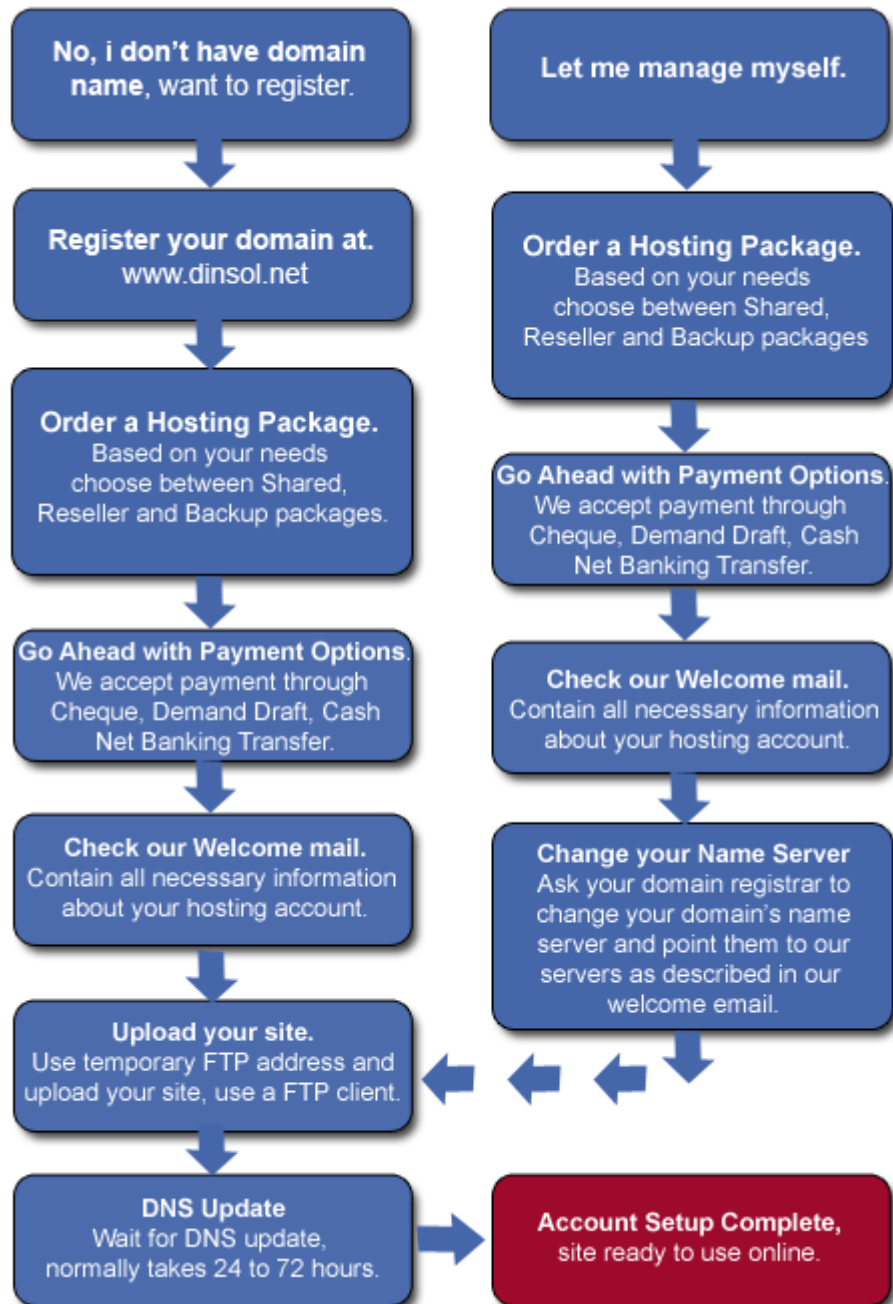 No, i don't have domain
name, want to register.
Register your domain at.
www.dinsol.net
Order a Hosting Package.
Based on your needs
choose between Shared,
Reseller and Backup packages.
Go Ahead with Payment Options.
We accept payment through
Cheque, Demand Draft, Cash
Net Banking Transfer.
Check our Welcome mail.
Contain all necessary information
about your hosting account.
Upload your site.
Use temporary FTP address and
upload your site, use a FTP client.
DNS Update
Wait for DNS update,
normally takes 24 to 72 hours.
Let me manage myself.
Order a Hosting Package.
Based on your needs
choose between Shared,
Reseller and Backup packages
Go Ahead with Payment Options.
We accept payment through
Cheque, Demand Draft, Cash
Net Banking Transfer.
Check our Welcome mail.
Contain all necessary information
about your hosting account.
Change your Name Server
Ask your domain registrar to
change your domain's name
server and point them to our
servers as described in our
welcome email.
Account Setup Complete,
site ready to use online.